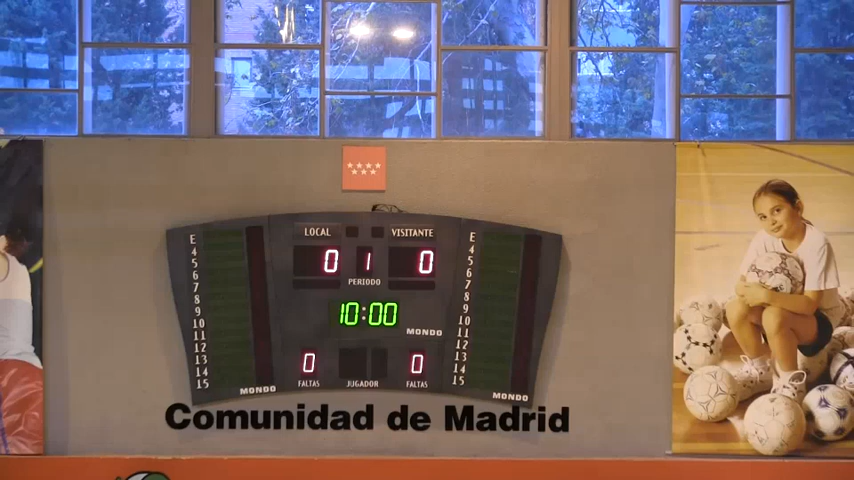 LOCAL VISITANTE
0 1 0
PERIODO
10:00
MONDO
0 0
FALTAS JUGADOR FALTAS
E
4
5
6
7
8
9
10
11
12
13
14
15
MONDO
E
4
5
6
7
8
9
10
11
12
13
14
15
MONDO
Comunidad de Madrid